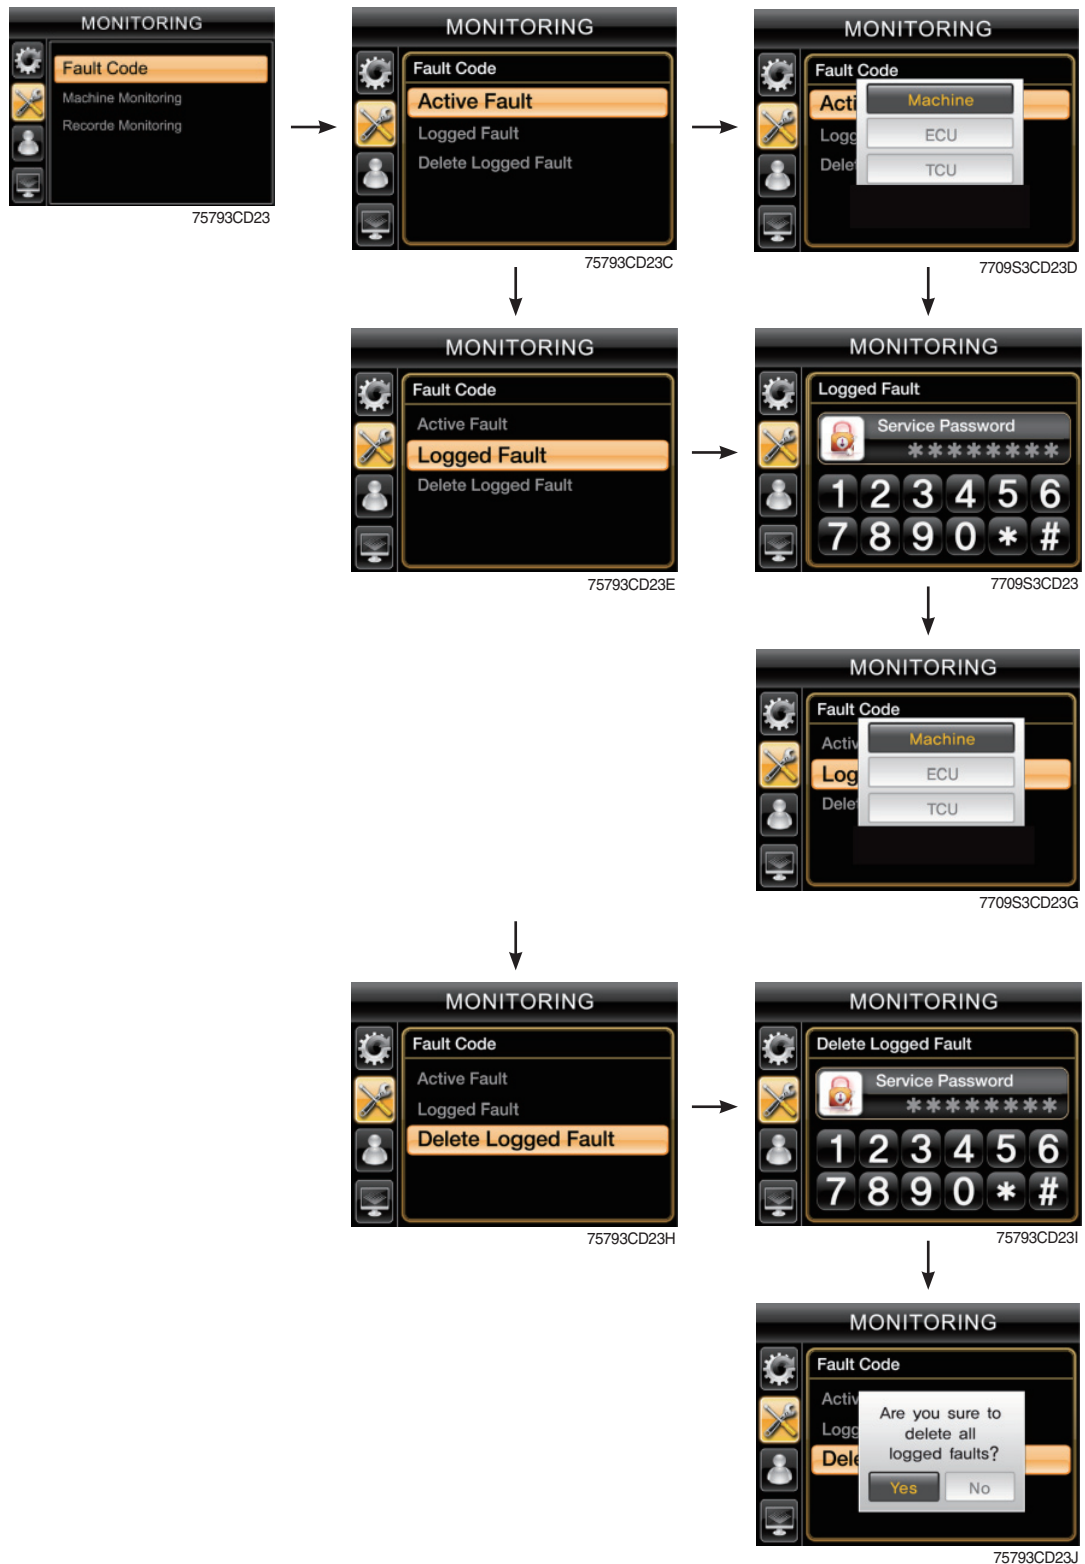 MONITORING
Fault Code
Machine Monitoring
Recorde Monitoring
75793CD23
MONITORING
Fault Code
Active Fault
Logged Fault
Delete Logged Fault
75793CD23C
MONITORING
Fault Code
Acti
Logg
Dele
Machine
ECU
TCU
7709S3CD23D
MONITORING
Fault Code
Active Fault
Logged Fault
Delete Logged Fault
75793CD23E
MONITORING
Logged Fault
Service Password
********
1 2 3 4 5 6
7 8 9 0 * #
7709S3CD23
MONITORING
Fault Code
Activ
Log
Dele
Machine
ECU
TCU
7709S3CD23G
MONITORING
Fault Code
Active Fault
Logged Fault
Delete Logged Fault
75793CD23H
MONITORING
Delete Logged Fault
Service Password
********
1 2 3 4 5 6
7 8 9 0 * #
75793CD23I
MONITORING
Fault Code
Activ
Logg
Dele
Are you sure to
delete all
logged faults?
Yes No
75793CD23J